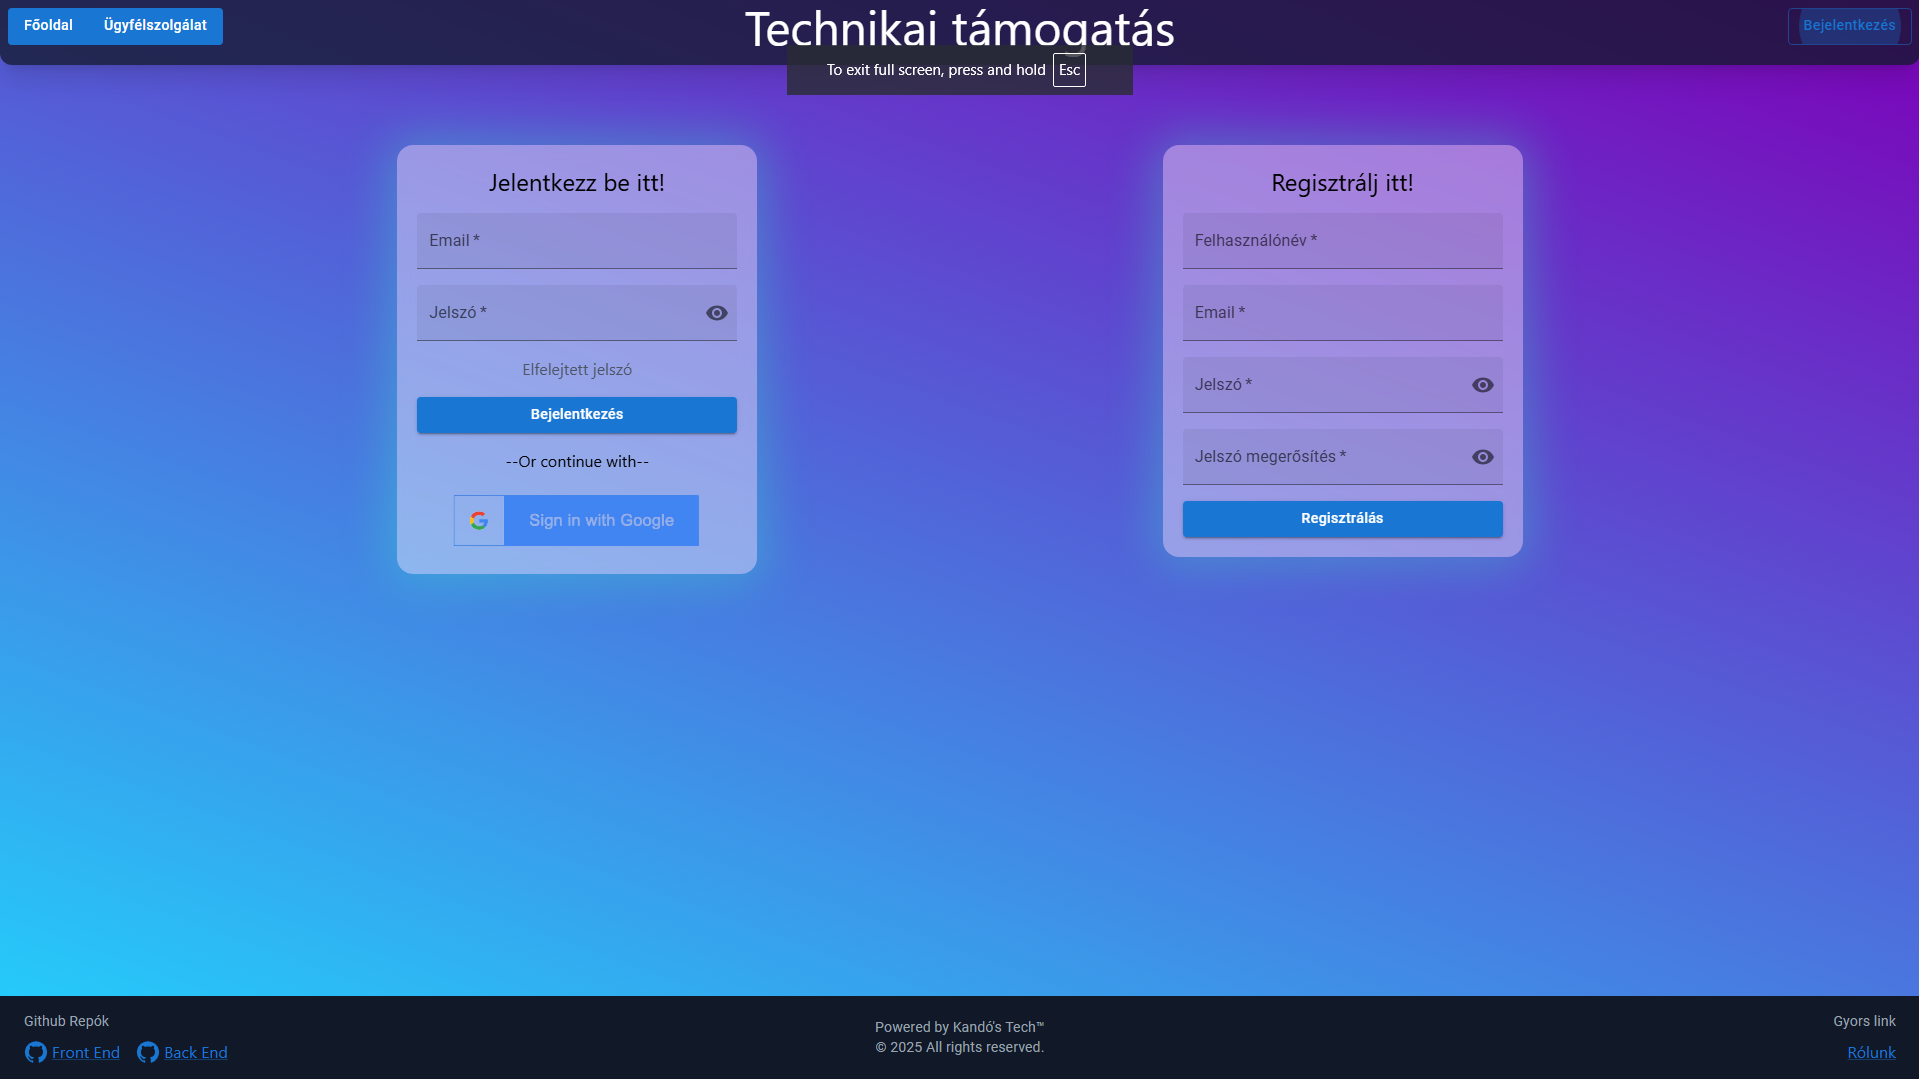 Főoldal
Ügyfélszolgálat
Technikai támogatás
Bejelentkezés
To exit full screen, press and hold Esc
Jelentkezz be itt!
Email *
Jelszó *
Elfelejtett jelszó
Bejelentkezés
--Or continue with--
Sign in with Google
Regisztrálj itt!
Felhasználónév *
Email *
Jelszó *
Jelszó megerősítés *
Regisztrálás
Github Repók
Front End
Back End
Powered by Kandó's Tech™
© 2025 All rights reserved.
Gyors link
Rólunk